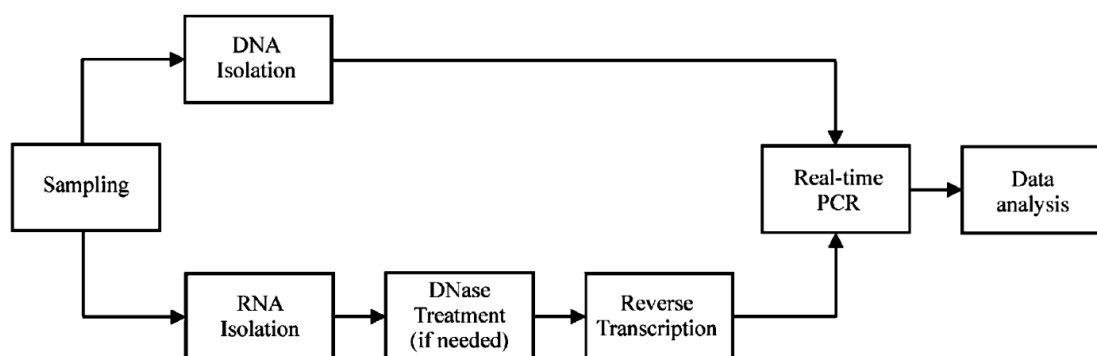 DNA
Isolation
Sampling
Real-time
PCR
Data
analysis
RNA
Isolation
DNase
Treatment
(if needed)
Reverse
Transcription